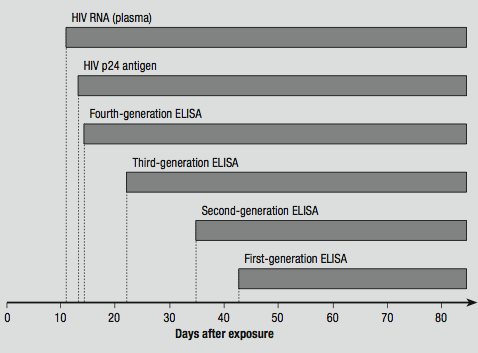 HIV RNA (plasma)
HIV p24 antigen
Fourth-generation ELISA
Third-generation ELISA
Second-generation ELISA
First-generation ELISA
0 10 20 30 40 50 60 70 80
Days after exposure